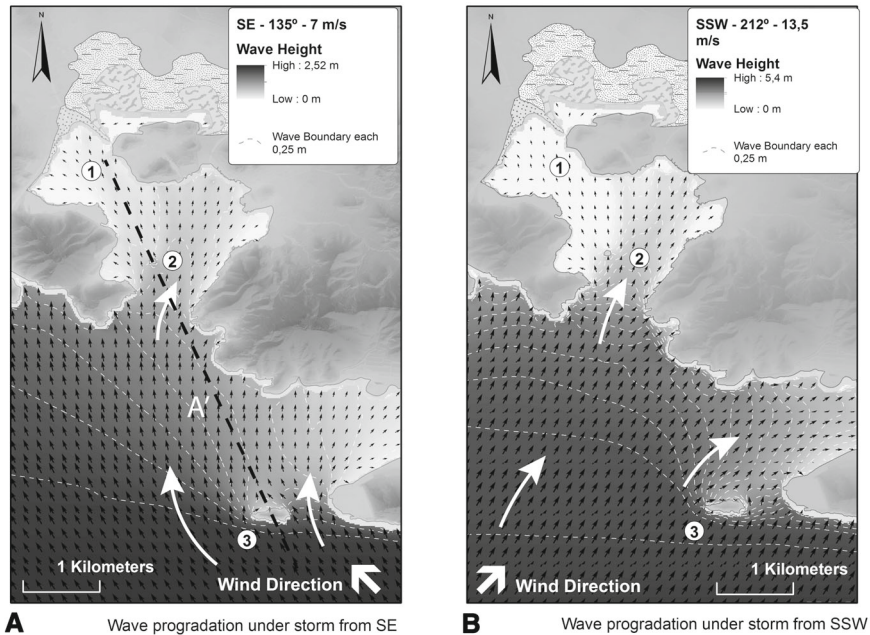 N
SE - 135º - 7 m/s
Wave Height
High : 2,52 m
Low : 0 m
Wave Boundary each
0,25 m
1
2
A'
3
1 Kilometers
Wind Direction
A
Wave progradation under storm from SE
N
SSW - 212º - 13,5
m/s
Wave Height
High : 5,4 m
Low : 0 m
Wave Boundary each
0,25 m
1
2
3
Wind Direction
1 Kilometers
B
Wave progradation under storm from SSW